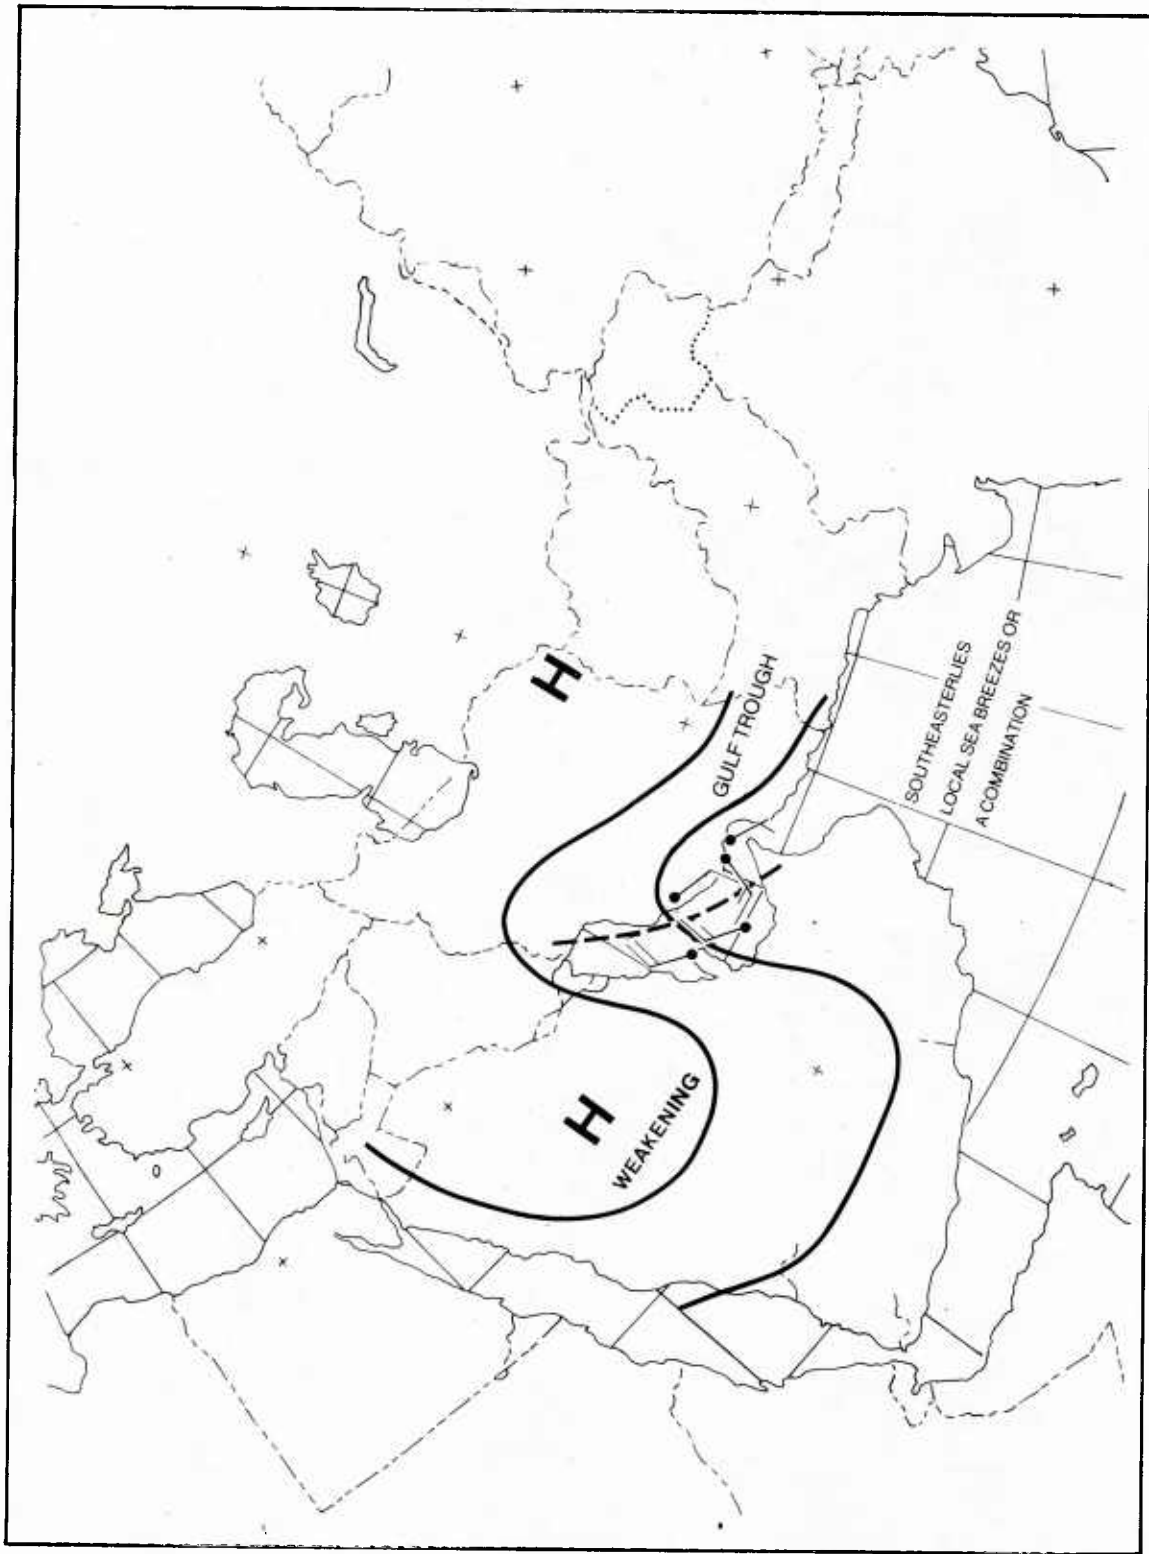 H
GULF TROUGH
H
WEAKENING
SOUTHEASTERLIES
LOCAL SEA BREEZES OR
A COMBINATION